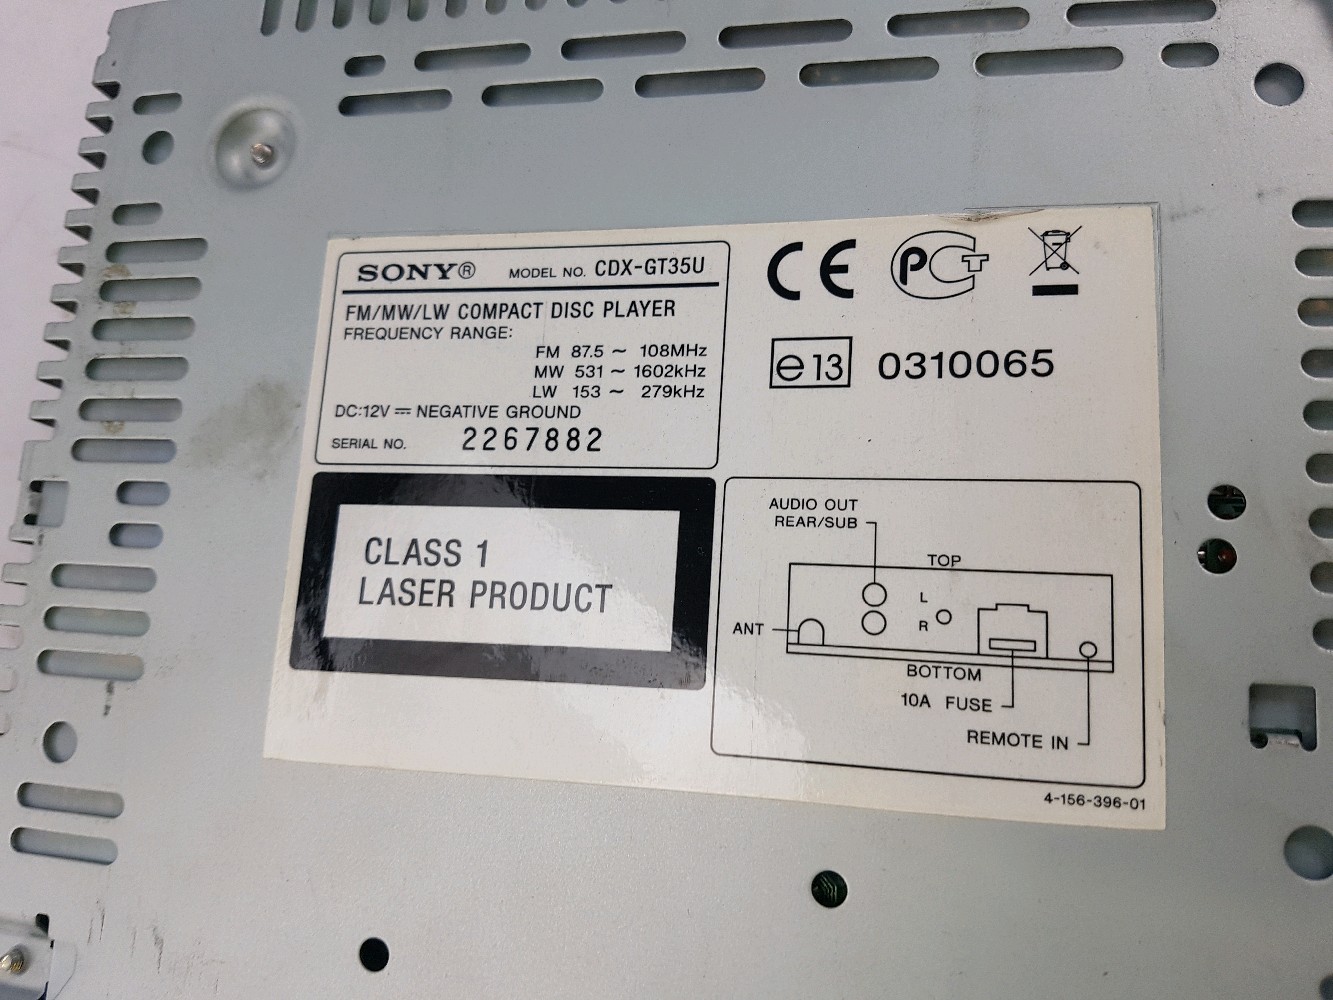 SONY® MODEL NO. CDX-GT35U
FM/MW/LW COMPACT DISC PLAYER
FREQUENCY RANGE:
FM 87.5 ~ 108MHz
MW 531 ~ 1602kHz
LW 153 ~ 279kHz
DC:12V ⎓ NEGATIVE GROUND
SERIAL NO. 2267882
CE PCT
e13 0310065
CLASS 1
LASER PRODUCT
AUDIO OUT
REAR/SUB
TOP
L
R
ANT
BOTTOM
10A FUSE
REMOTE IN
4-156-396-01